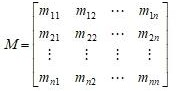 M = [ m11 m12 ⋯ m1n
m21 m22 ⋯ m2n
⋮ ⋮ ⋮ ⋮
mn1 mn2 ⋯ mnn ]